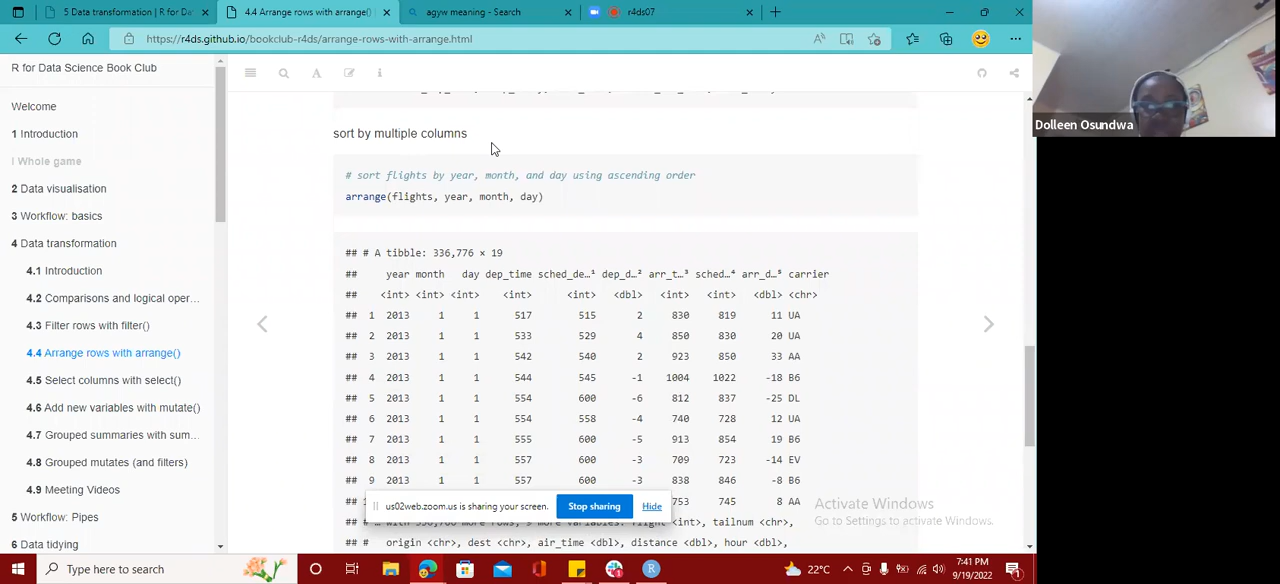 5 Data transformation | R for Da
4.4 Arrange rows with arrange() |
agyw meaning - Search
r4ds07
https://r4ds.github.io/bookclub-r4ds/arrange-rows-with-arrange.html
R for Data Science Book Club
Welcome
1 Introduction
I Whole game
2 Data visualisation
3 Workflow: basics
4 Data transformation
4.1 Introduction
4.2 Comparisons and logical oper...
4.3 Filter rows with filter()
4.4 Arrange rows with arrange()
4.5 Select columns with select()
4.6 Add new variables with mutate()
4.7 Grouped summaries with sum...
4.8 Grouped mutates (and filters)
4.9 Meeting Videos
5 Workflow: Pipes
6 Data tidying
sort by multiple columns
# sort flights by year, month, and day using ascending order
arrange(flights, year, month, day)
## # A tibble: 336,776 × 19
## year month day dep_time sched_de…¹ dep_d…² arr_t…³ sched…⁴ arr_d…⁵ carrier
## <int> <int> <int> <int> <int> <dbl> <int> <int> <dbl> <chr>
## 1 2013 1 1 517 515 2 830 819 11 UA
## 2 2013 1 1 533 529 4 850 830 20 UA
## 3 2013 1 1 542 540 2 923 850 33 AA
## 4 2013 1 1 544 545 -1 1004 1022 -18 B6
## 5 2013 1 1 554 600 -6 812 837 -25 DL
## 6 2013 1 1 554 558 -4 740 728 12 UA
## 7 2013 1 1 555 600 -5 913 854 19 B6
## 8 2013 1 1 557 600 -3 709 723 -14 EV
## 9 2013 1 1 557 600 -3 838 846 -8 B6
753 745 8 AA
## # variables: flight <int>, tailnum <chr>,
## # origin <chr>, dest <chr>, air_time <dbl>, distance <dbl>, hour <dbl>,
us02web.zoom.us is sharing your screen.
Stop sharing
Hide
Activate Windows
Go to Settings to activate Windows.
Dolleen Osundwa
Type here to search
22°C
7:41 PM
9/19/2022
1